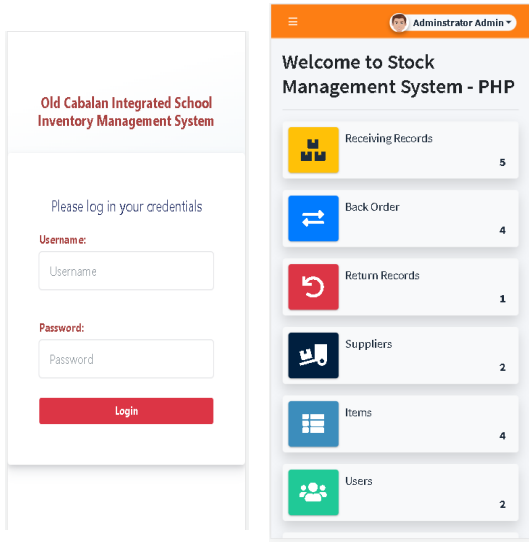 Old Cabalan Integrated School
Inventory Management System
Please log in your credentials
Username:
Username
Password:
Password
Login
Adminstrator Admin
Welcome to Stock
Management System - PHP
Receiving Records
5
Back Order
4
Return Records
1
Suppliers
2
Items
4
Users
2